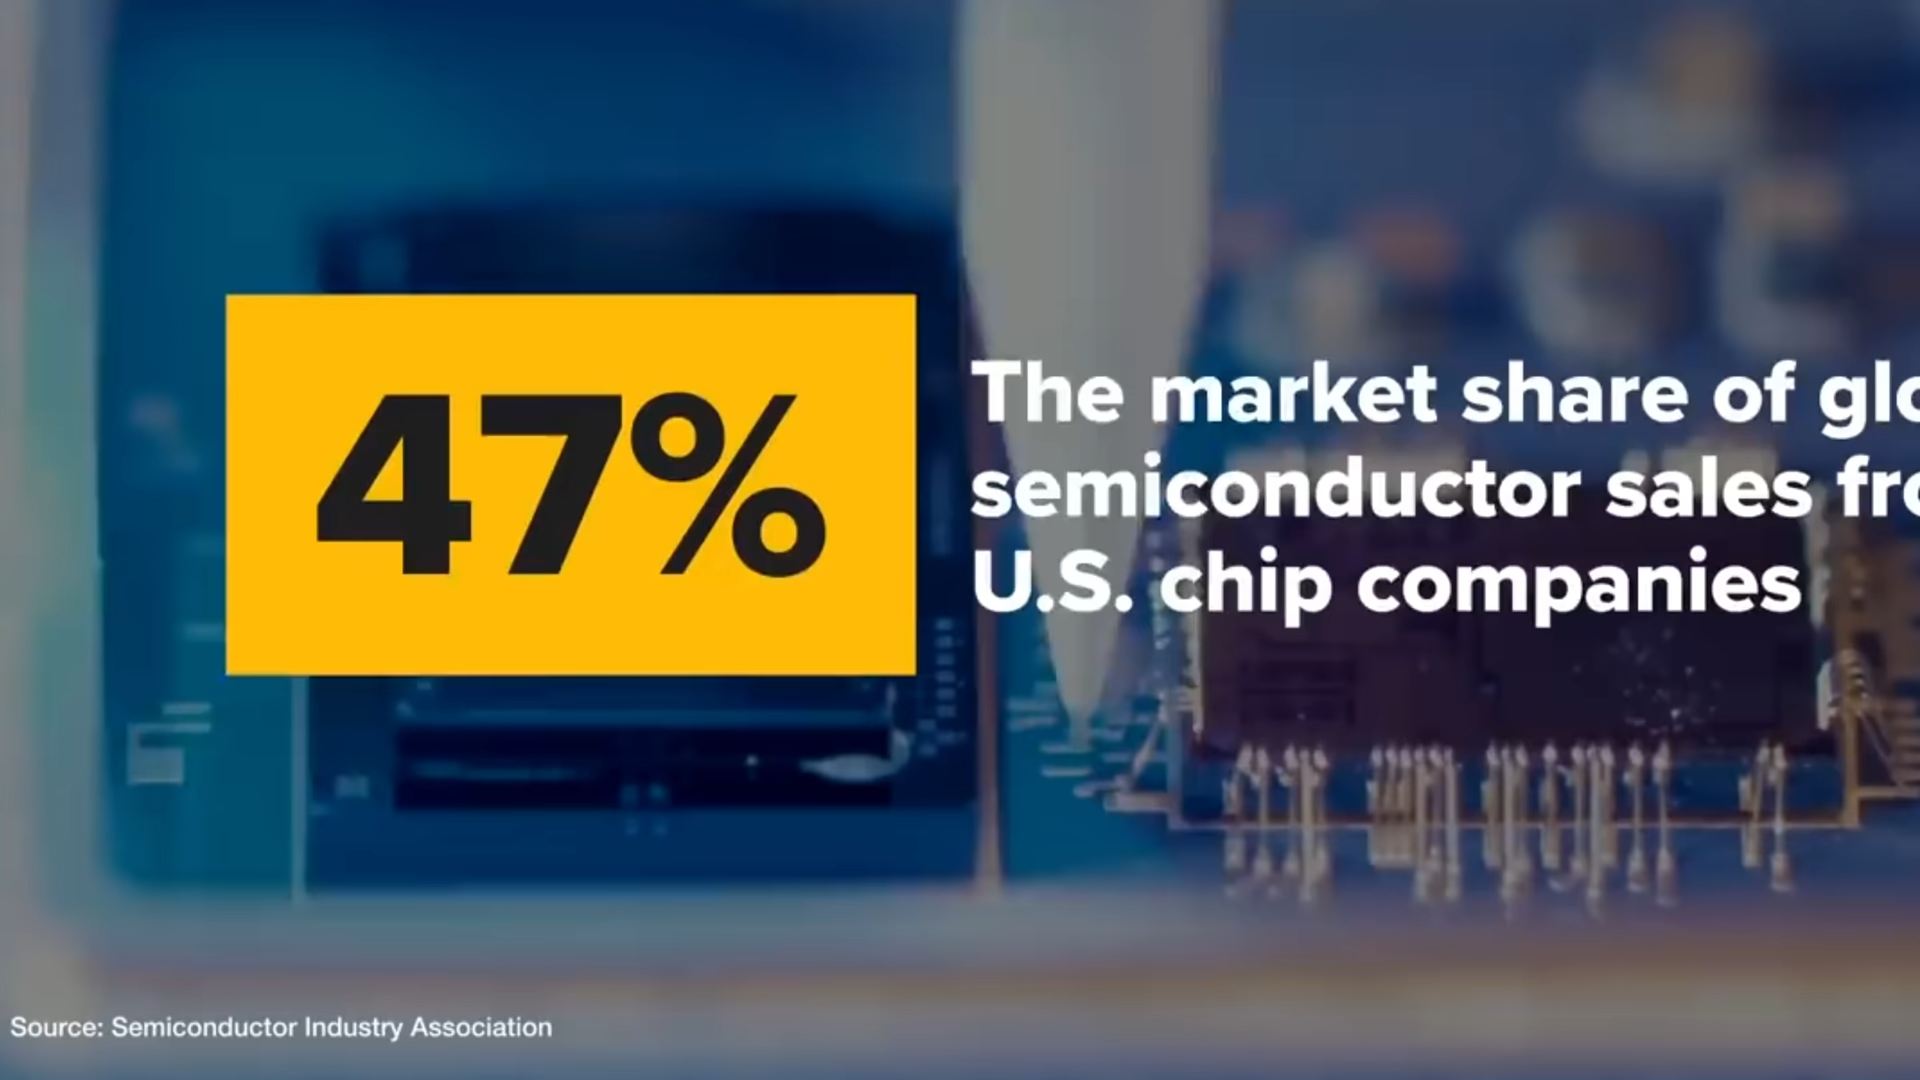 47%
The market share of glo
semiconductor sales fro
U.S. chip companies
Source: Semiconductor Industry Association